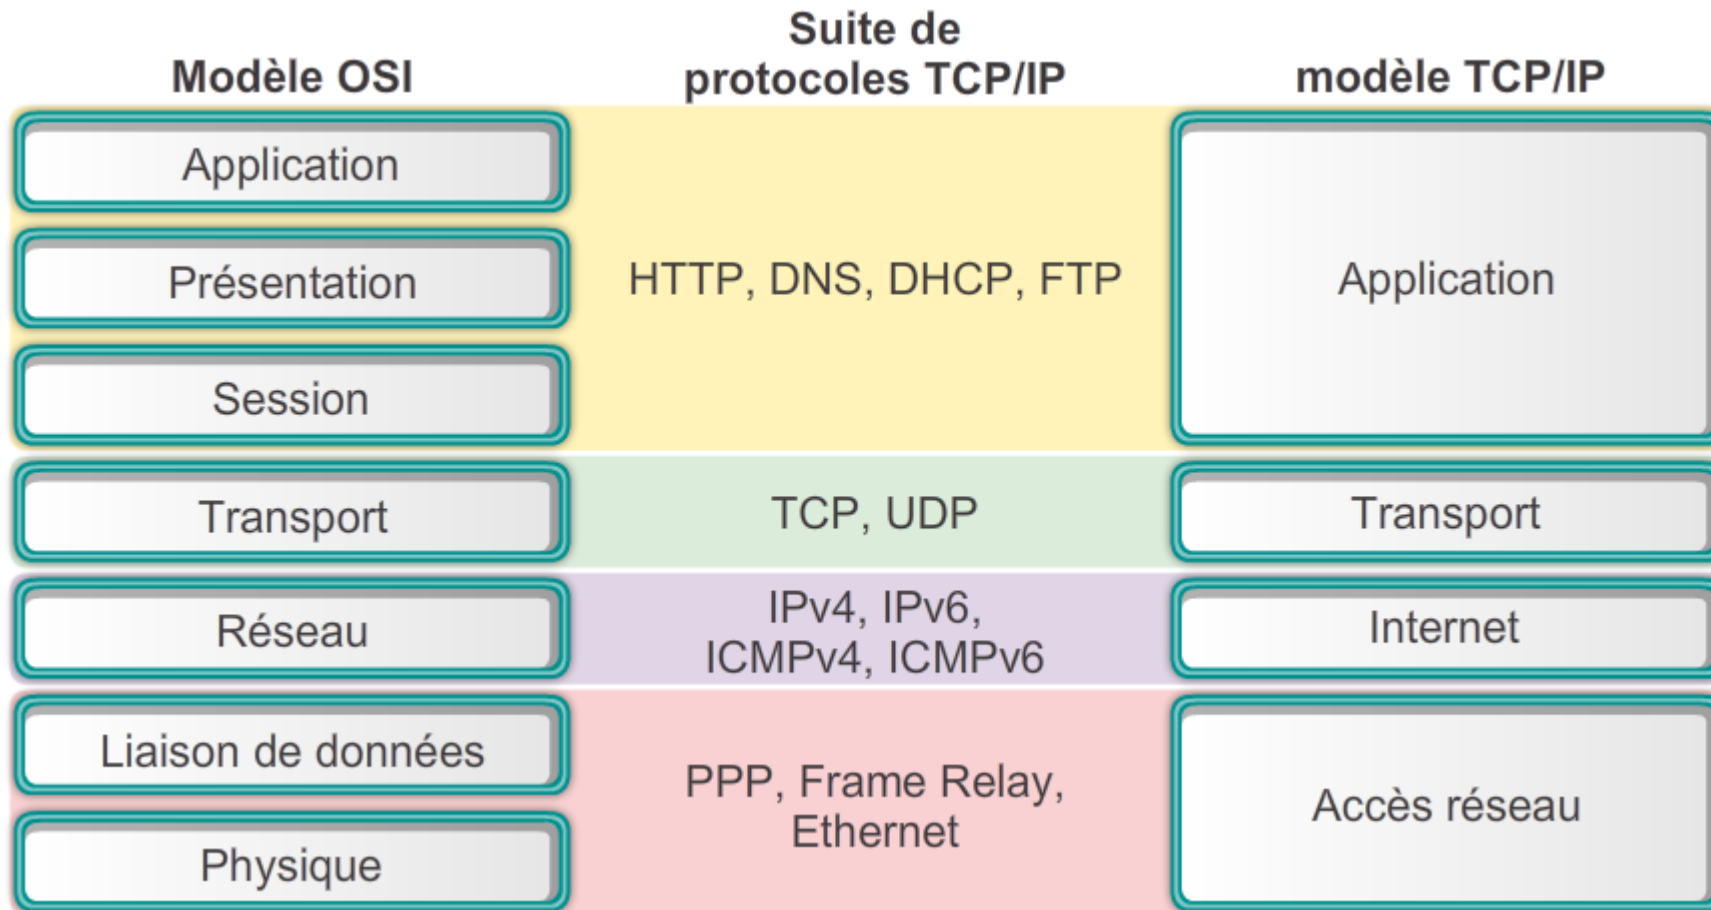 Modèle OSI
Suite de
protocoles TCP/IP
modèle TCP/IP
Application
Présentation
Session
HTTP, DNS, DHCP, FTP
Application
Transport
TCP, UDP
Transport
Réseau
IPv4, IPv6,
ICMPv4, ICMPv6
Internet
Liaison de données
Physique
PPP, Frame Relay,
Ethernet
Accès réseau